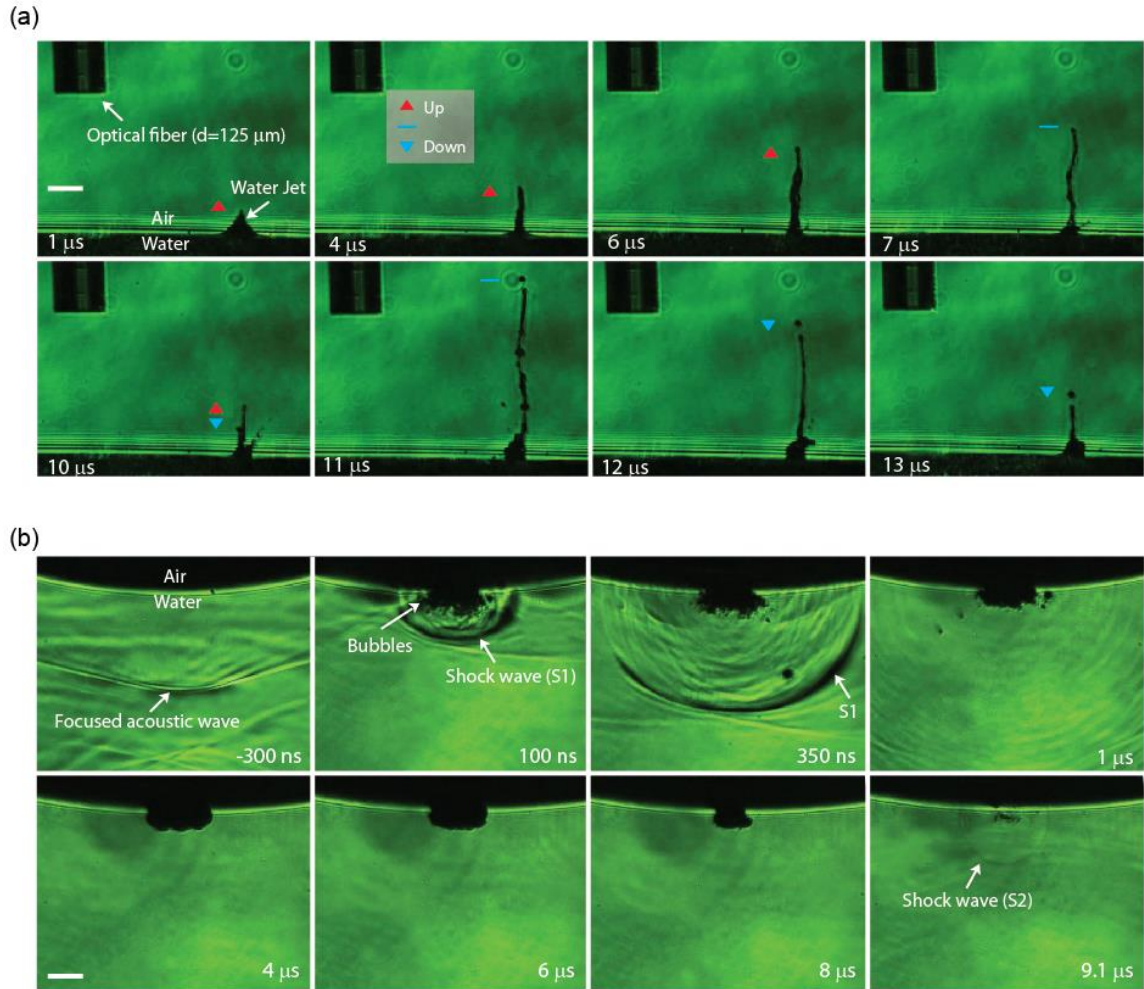 (a)
Optical fiber (d=125 μm)
Water Jet
Air
Water
1 μs
Up
Down
4 μs
6 μs
7 μs
10 μs
11 μs
12 μs
13 μs
(b)
Air
Water
Focused acoustic wave
-300 ns
Bubbles
Shock wave (S1)
100 ns
S1
350 ns
1 μs
4 μs
6 μs
8 μs
Shock wave (S2)
9.1 μs